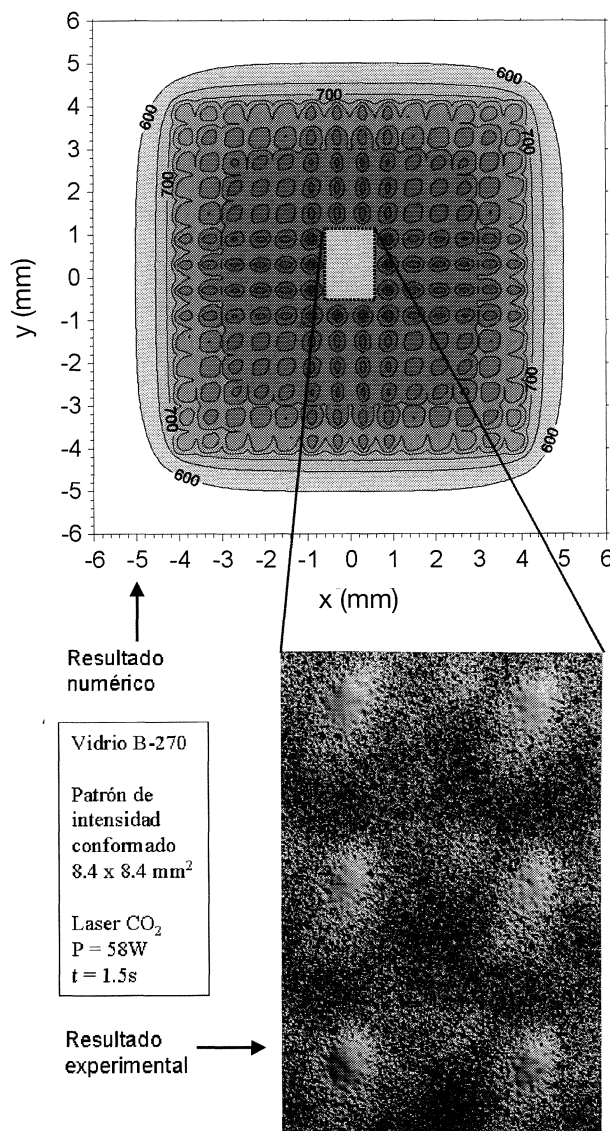 6
5
4
3
2
1
0
-1
-2
-3
-4
-5
-6
y (mm)
600
600
700
700
700
700
700
600
600
-6 -5 -4 -3 -2 -1 0 1 2 3 4 5 6
x (mm)
Resultado
numérico
Vidrio B-270
Patrón de
intensidad
conformado
8.4 x 8.4 mm²
Laser CO₂
P = 58W
t = 1.5s
Resultado
experimental